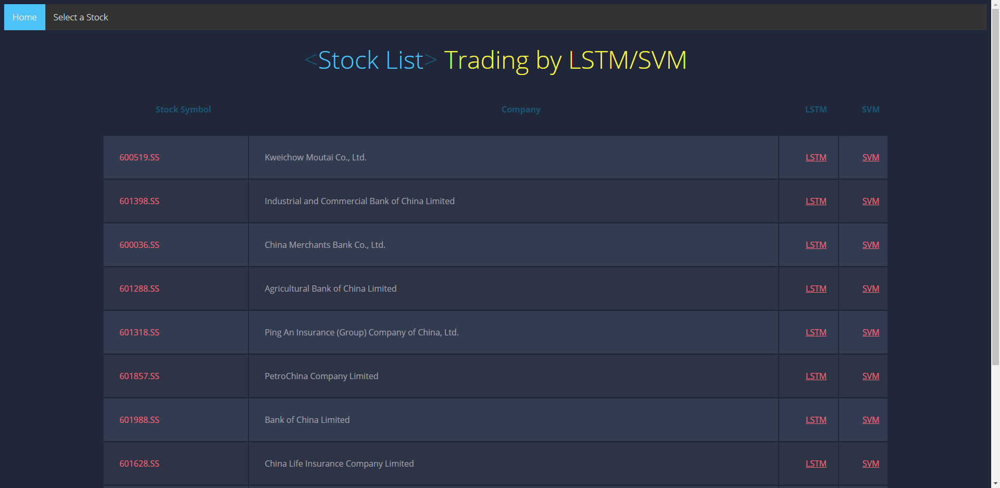 Home Select a Stock
<Stock List> Trading by LSTM/SVM
Stock Symbol Company LSTM SVM
600519.SS Kweichow Moutai Co., Ltd. LSTM SVM
601398.SS Industrial and Commercial Bank of China Limited LSTM SVM
600036.SS China Merchants Bank Co., Ltd. LSTM SVM
601288.SS Agricultural Bank of China Limited LSTM SVM
601318.SS Ping An Insurance (Group) Company of China, Ltd. LSTM SVM
601857.SS PetroChina Company Limited LSTM SVM
601988.SS Bank of China Limited LSTM SVM
601628.SS China Life Insurance Company Limited LSTM SVM